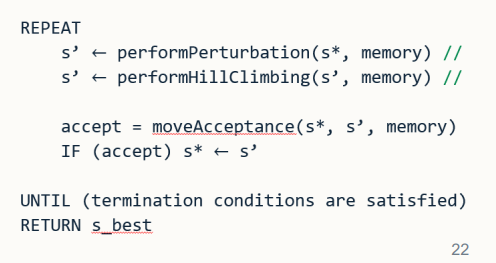 REPEAT
s’ ← performPerturbation(s*, memory) //
s’ ← performHillClimbing(s’, memory) //
accept = moveAcceptance(s*, s’, memory)
IF (accept) s* ← s’
UNTIL (termination conditions are satisfied)
RETURN s_best
22